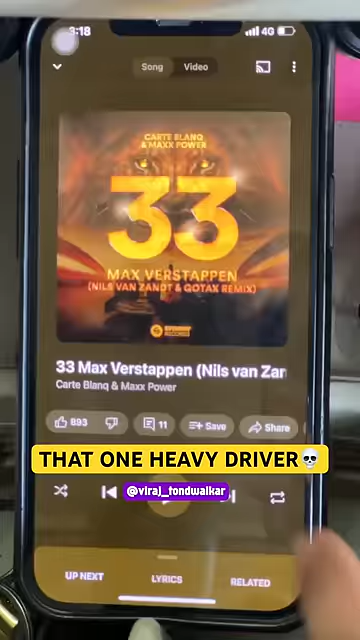 3:18
4G
Song
Video
CARTE BLANQ
& MAXX POWER
33
MAX VERSTAPPEN
(NILS VAN ZANDT & QOTAX REMIX)
33 Max Verstappen (Nils van Zan
Carte Blanq & Maxx Power
893
11
Save
Share
THAT ONE HEAVY DRIVER💀
@viraj_tondwalkar
UP NEXT
LYRICS
RELATED